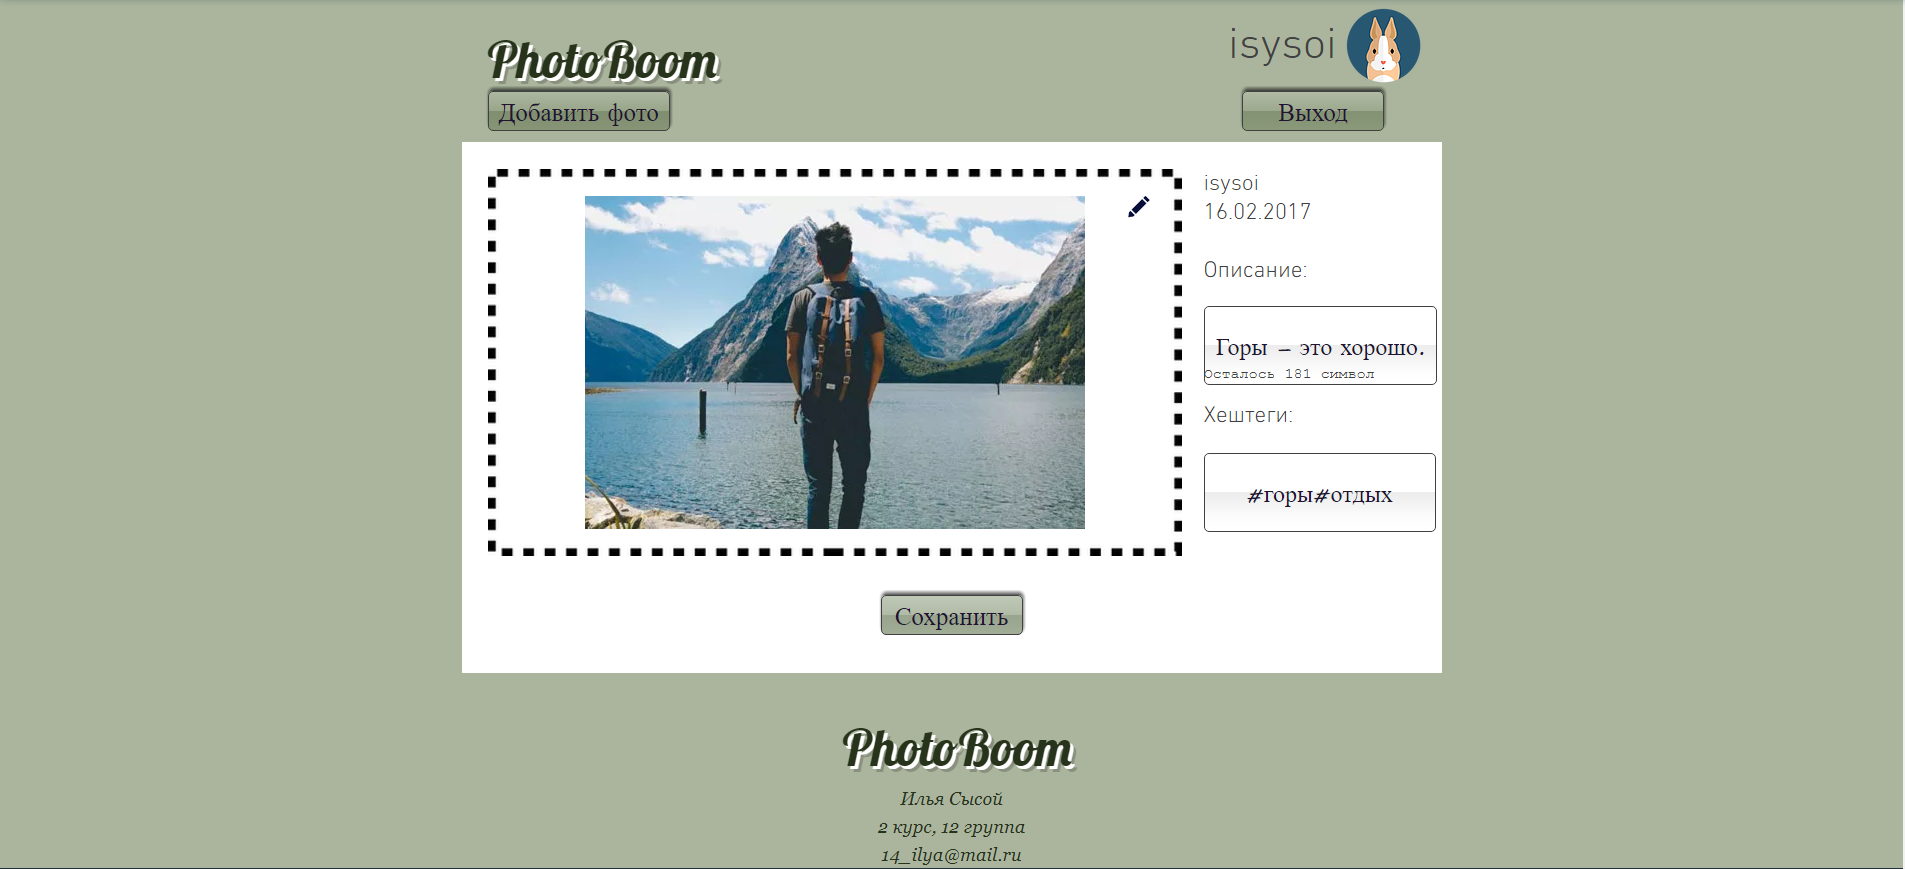 PhotoBoom
isysoi
Добавить фото
Выход
isysoi
16.02.2017
Описание:
Горы – это хорошо.
Осталось 181 символ
Хештеги:
#горы#отдых
Сохранить
PhotoBoom
Илья Сысой
2 курс, 12 группа
14_ilya@mail.ru